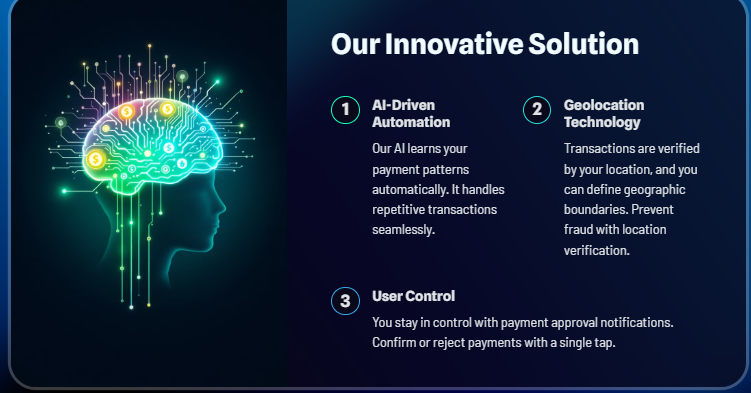 Our Innovative Solution
1
AI-Driven
Automation
Our AI learns your
payment patterns
automatically. It handles
repetitive transactions
seamlessly.
2
Geolocation
Technology
Transactions are verified
by your location, and you
can define geographic
boundaries. Prevent
fraud with location
verification.
3
User Control
You stay in control with payment approval notifications.
Confirm or reject payments with a single tap.